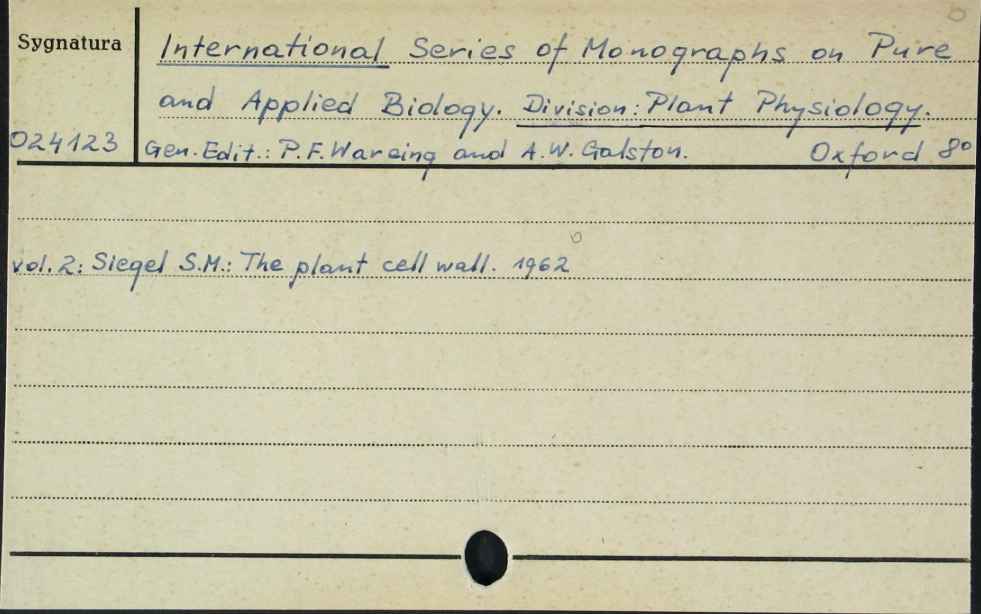 Sygnatura
International Series of Monographs on Pure
and Applied Biology. Division: Plant Physiology.
024123
Gen. Edit.: P.F. Wareing and A.W. Galston. Oxford 8°
vol. 2: Siegel S.M.: The plant cell wall. 1962